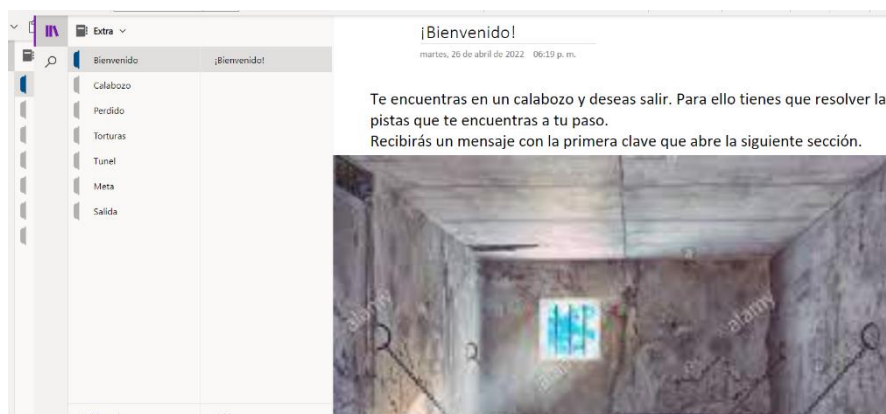 Extra
Bienvenido
Calabozo
Perdido
Torturas
Tunel
Meta
Salida
¡Bienvenido!
¡Bienvenido!
martes, 26 de abril de 2022 06:19 p. m.
Te encuentras en un calabozo y deseas salir. Para ello tienes que resolver la
pistas que te encuentras a tu paso.
Recibirás un mensaje con la primera clave que abre la siguiente sección.
alamy
alamy
alamy